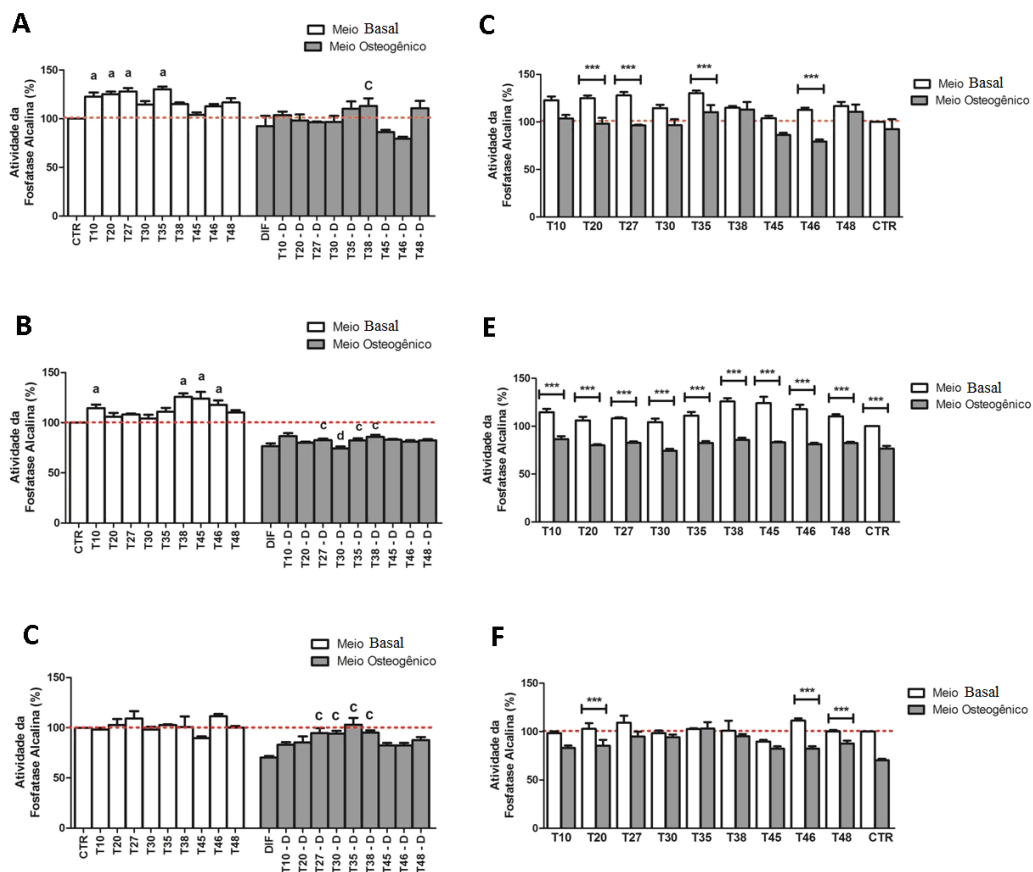 A
Meio Basal
Meio Osteogênico
Atividade da
Fosfatase Alcalina (%)
150
100
50
0
a a a a C
CTR T10 T20 T27 T30 T35 T38 T45 T46 T48 DIF T10 - D T20 - D T27 - D T30 - D T35 - D T38 - D T45 - D T46 - D T48 - D
C
Meio Basal
Meio Osteogênico
Atividade da
Fosfatase Alcalina (%)
150
100
50
0
*** *** *** ***
T10 T20 T27 T30 T35 T38 T45 T46 T48 CTR
B
Meio Basal
Meio Osteogênico
Atividade da
Fosfatase Alcalina (%)
150
100
50
0
a a a a c d c c
CTR T10 T20 T27 T30 T35 T38 T45 T46 T48 DIF T10 - D T20 - D T27 - D T30 - D T35 - D T38 - D T45 - D T46 - D T48 - D
E
Meio Basal
Meio Osteogênico
Atividade da
Fosfatase Alcalina (%)
150
100
50
0
*** *** *** *** *** *** *** *** *** ***
T10 T20 T27 T30 T35 T38 T45 T46 T48 CTR
C
Meio Basal
Meio Osteogênico
Atividade da
Fosfatase Alcalina (%)
150
100
50
0
C C C C
CTR T10 T20 T27 T30 T35 T38 T45 T46 T48 DIF T10 - D T20 - D T27 - D T30 - D T35 - D T38 - D T45 - D T46 - D T48 - D
F
Meio Basal
Meio Osteogênico
Atividade da
Fosfatase Alcalina (%)
150
100
50
0
*** *** ***
T10 T20 T27 T30 T35 T38 T45 T46 T48 CTR